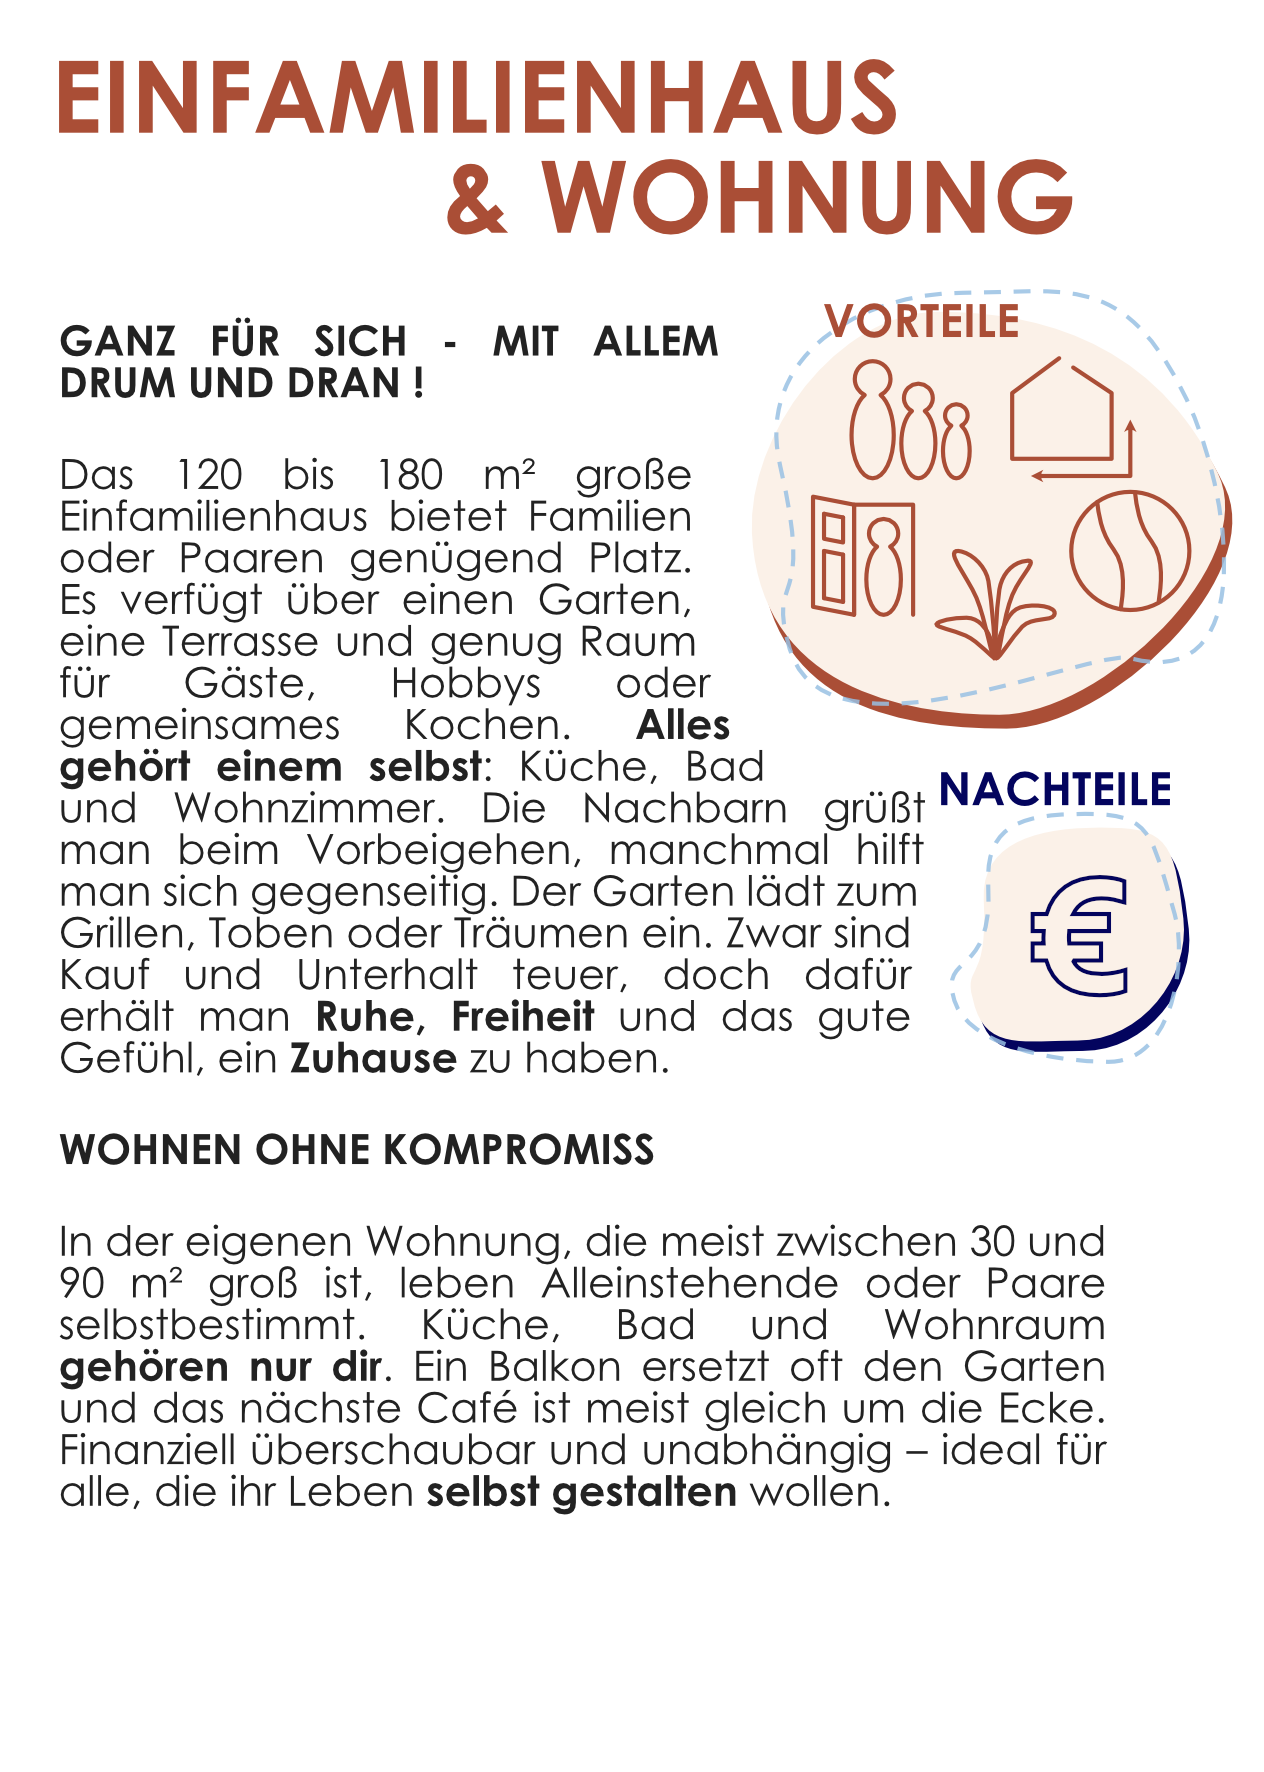 EINFAMILIENHAUS
& WOHNUNG
GANZ FÜR SICH - MIT ALLEM
DRUM UND DRAN !
Das 120 bis 180 m² große
Einfamilienhaus bietet Familien
oder Paaren genügend Platz.
Es verfügt über einen Garten,
eine Terrasse und genug Raum
für Gäste, Hobbys oder
gemeinsames Kochen. Alles
gehört einem selbst: Küche, Bad
und Wohnzimmer. Die Nachbarn grüßt
man beim Vorbeigehen, manchmal hilft
man sich gegenseitig. Der Garten lädt zum
Grillen, Toben oder Träumen ein. Zwar sind
Kauf und Unterhalt teuer, doch dafür
erhält man Ruhe, Freiheit und das gute
Gefühl, ein Zuhause zu haben.
VORTEILE
NACHTEILE
€
WOHNEN OHNE KOMPROMISS
In der eigenen Wohnung, die meist zwischen 30 und
90 m² groß ist, leben Alleinstehende oder Paare
selbstbestimmt. Küche, Bad und Wohnraum
gehören nur dir. Ein Balkon ersetzt oft den Garten
und das nächste Café ist meist gleich um die Ecke.
Finanziell überschaubar und unabhängig – ideal für
alle, die ihr Leben selbst gestalten wollen.